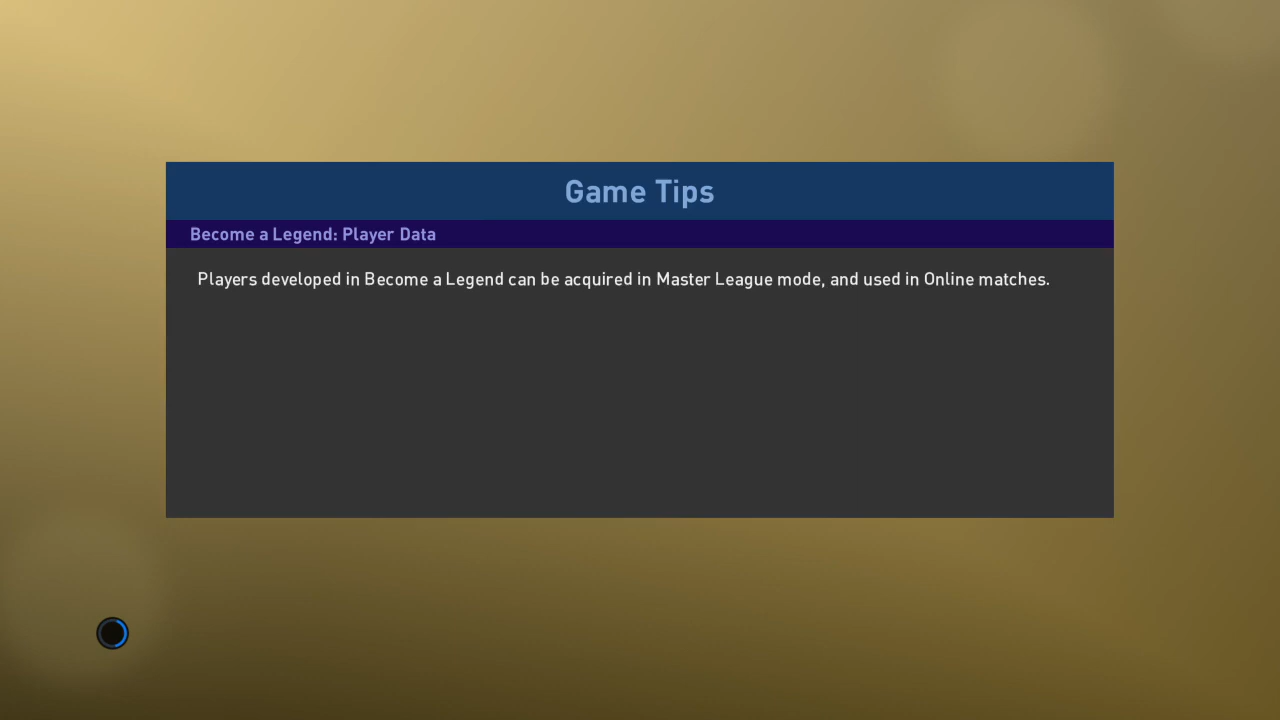 Game Tips
Become a Legend: Player Data
Players developed in Become a Legend can be acquired in Master League mode, and used in Online matches.